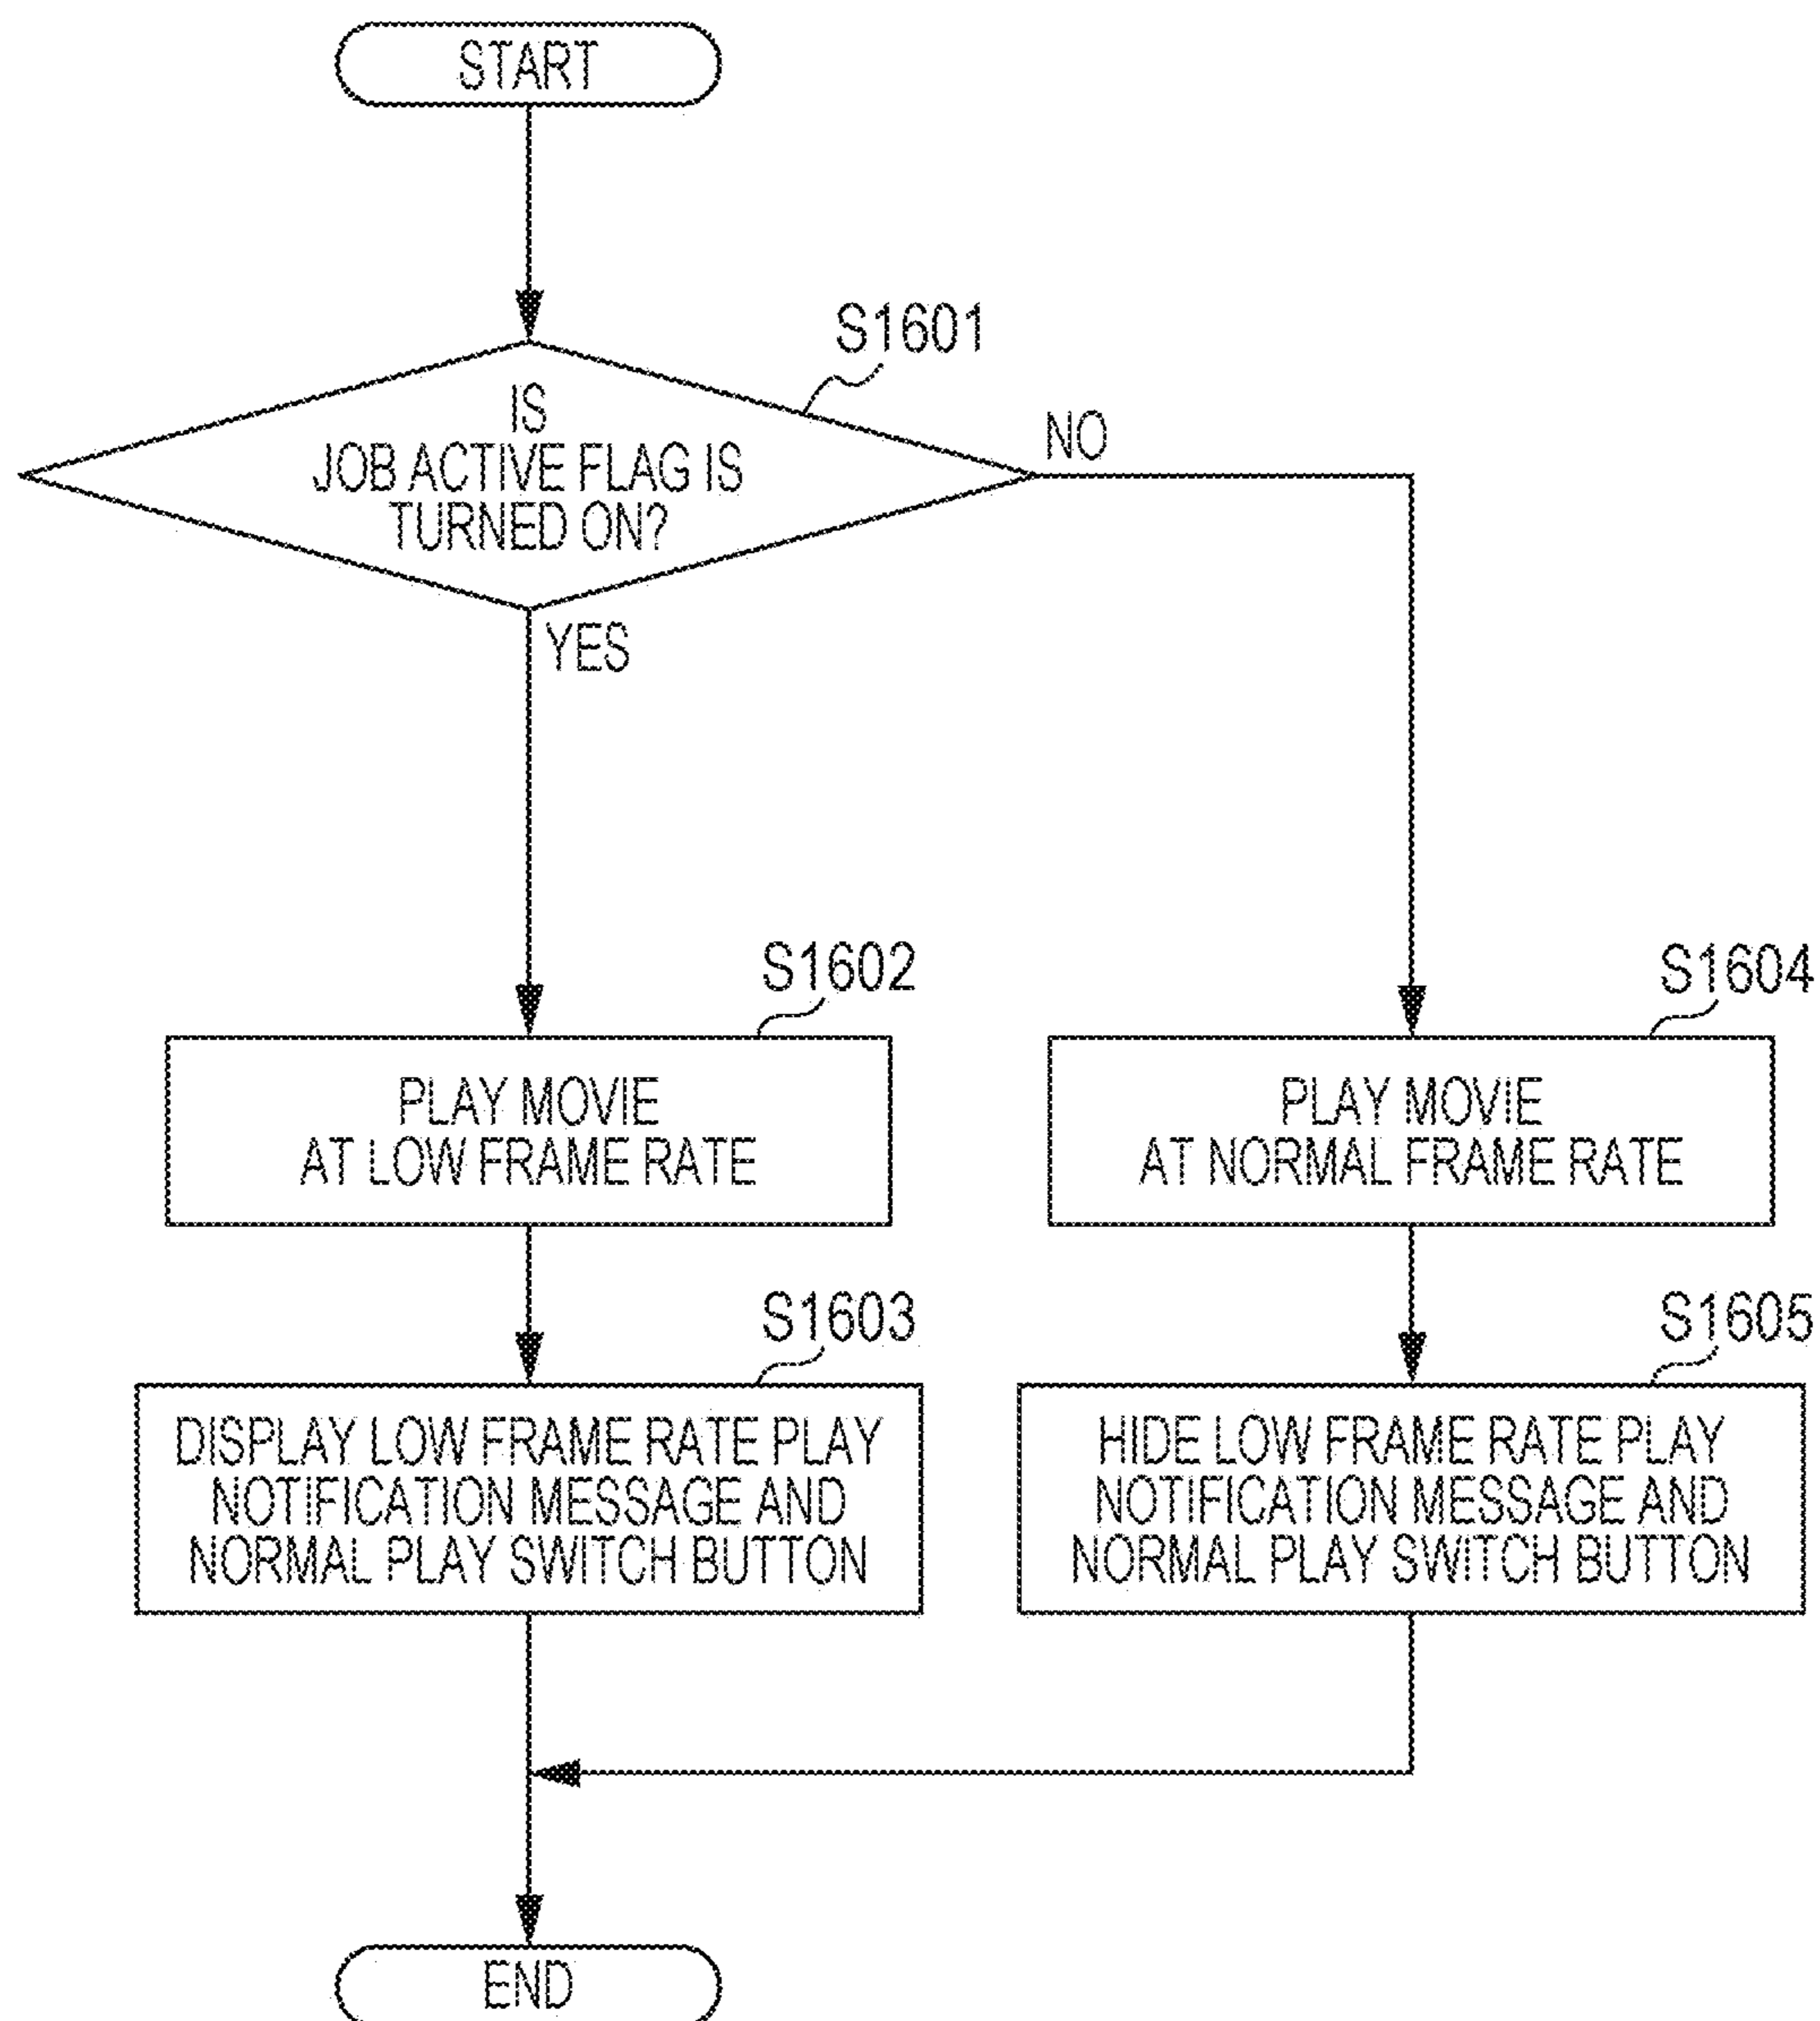 START
S1601
IS
JOB ACTIVE FLAG IS
TURNED ON?
NO
YES
S1602
PLAY MOVIE
AT LOW FRAME RATE
S1604
PLAY MOVIE
AT NORMAL FRAME RATE
S1603
DISPLAY LOW FRAME RATE PLAY
NOTIFICATION MESSAGE AND
NORMAL PLAY SWITCH BUTTON
S1605
HIDE LOW FRAME RATE PLAY
NOTIFICATION MESSAGE AND
NORMAL PLAY SWITCH BUTTON
END